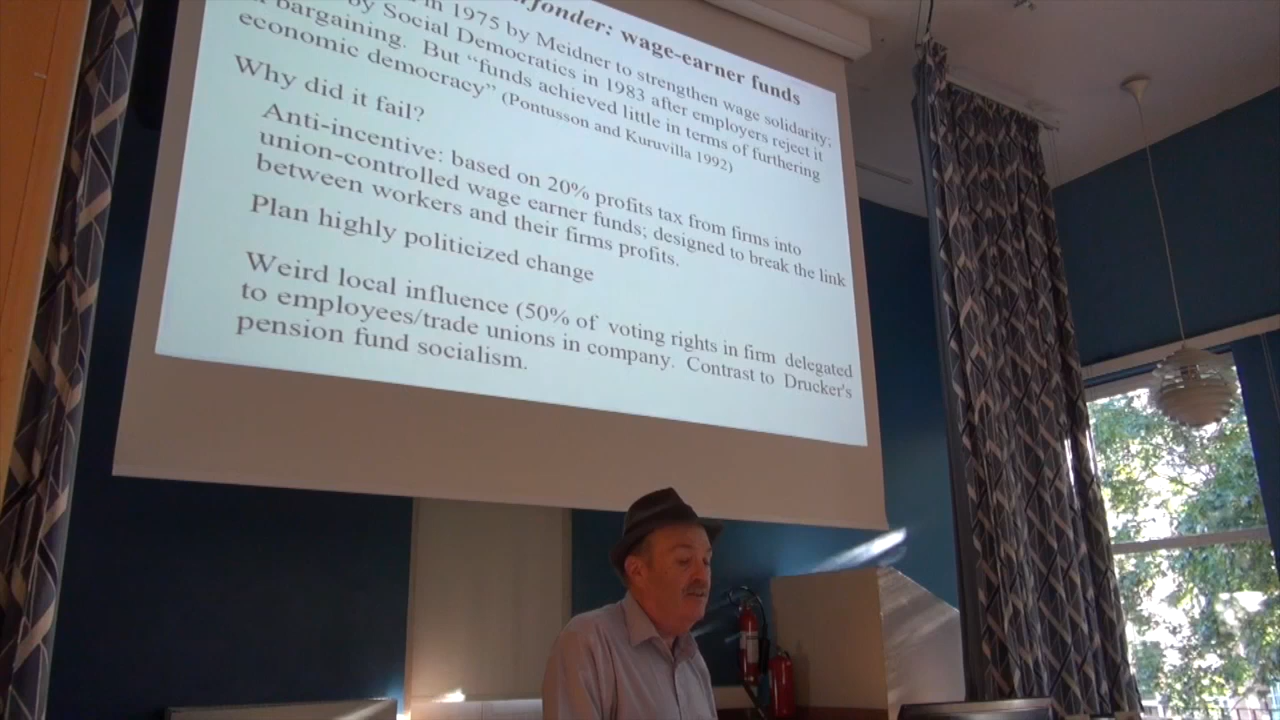 fonder: wage-earner funds
in 1975 by Meidner to strengthen wage solidarity;
by Social Democratics in 1983 after employers reject it
bargaining. But "funds achieved little in terms of furthering
economic democracy" (Pontusson and Kuruvilla 1992)
Why did it fail?
Anti-incentive: based on 20% profits tax from firms into
union-controlled wage earner funds; designed to break the link
between workers and their firms profits.
Plan highly politicized change
Weird local influence (50% of voting rights in firm delegated
to employees/trade unions in company. Contrast to Drucker's
pension fund socialism.